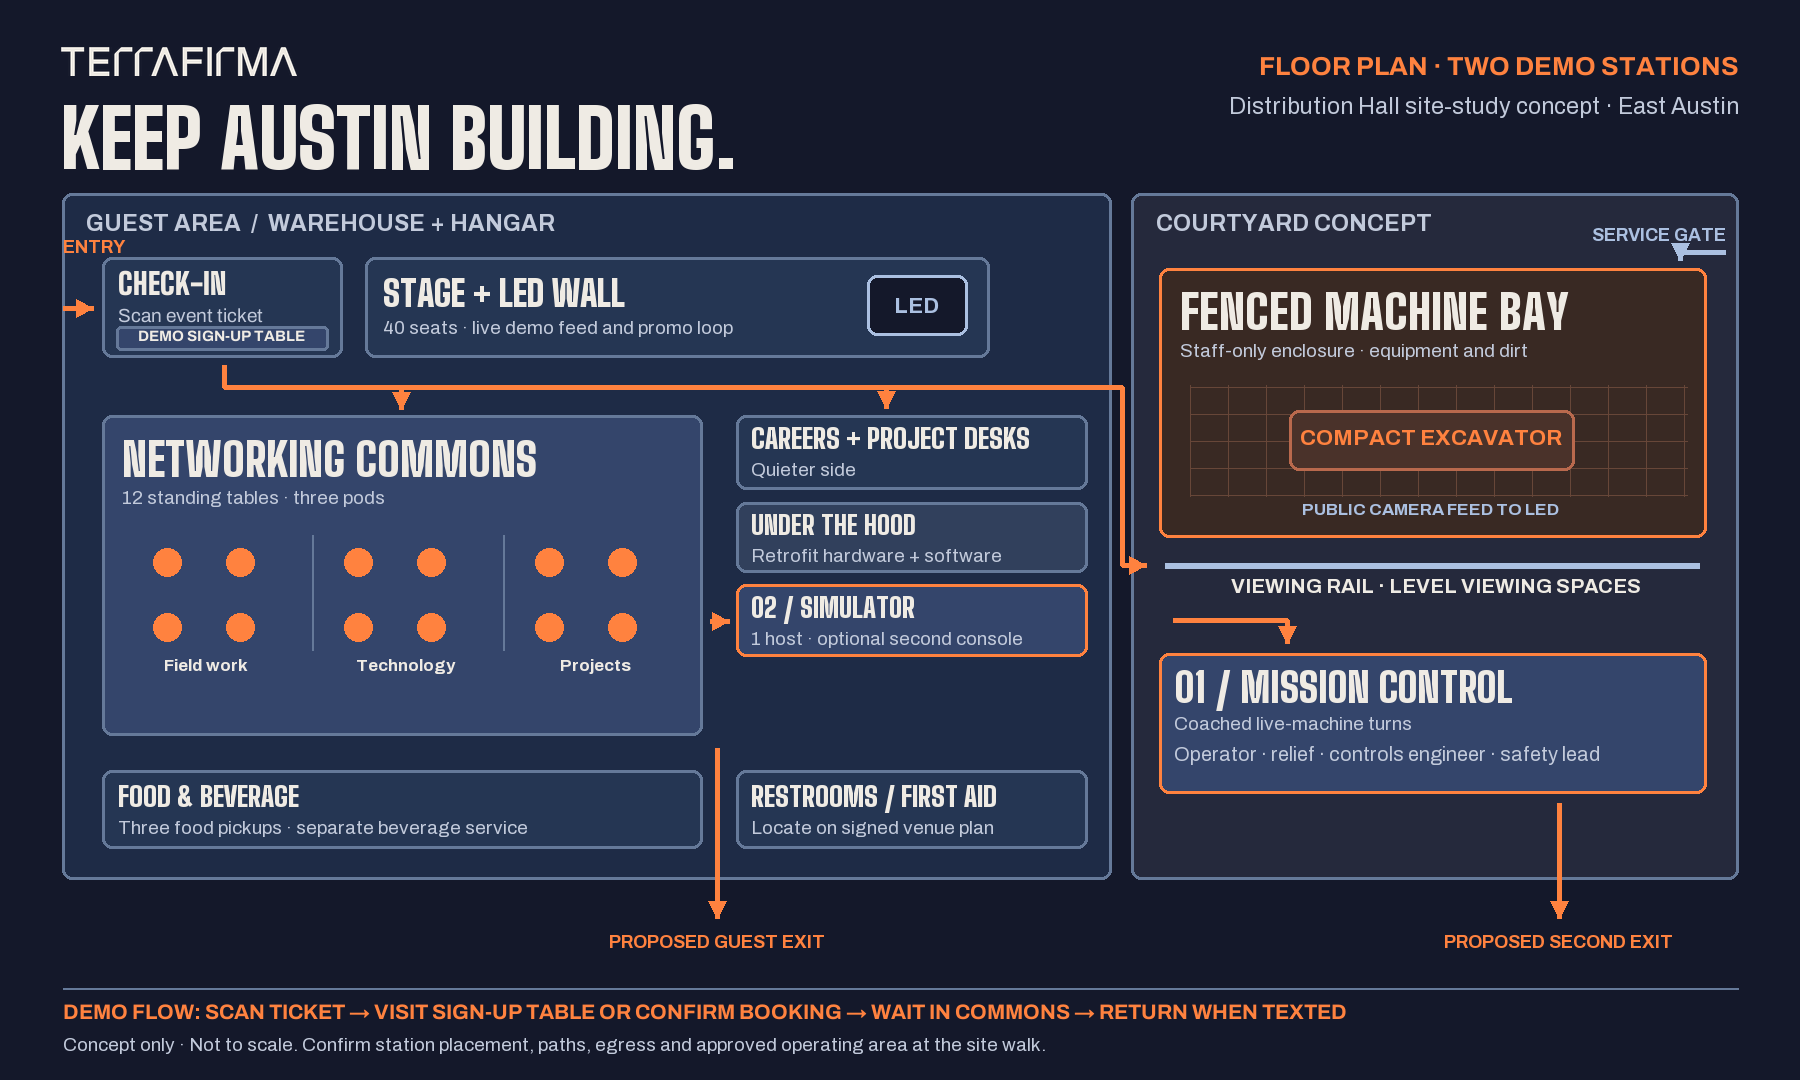 TERRAFIRMA
KEEP AUSTIN BUILDING.
FLOOR PLAN · TWO DEMO STATIONS
Distribution Hall site-study concept · East Austin
GUEST AREA / WAREHOUSE + HANGAR
ENTRY
CHECK-IN
Scan event ticket
DEMO SIGN-UP TABLE
STAGE + LED WALL
40 seats · live demo feed and promo loop
LED
NETWORKING COMMONS
12 standing tables · three pods
Field work
Technology
Projects
CAREERS + PROJECT DESKS
Quieter side
UNDER THE HOOD
Retrofit hardware + software
02 / SIMULATOR
1 host · optional second console
FOOD & BEVERAGE
Three food pickups · separate beverage service
RESTROOMS / FIRST AID
Locate on signed venue plan
COURTYARD CONCEPT
SERVICE GATE
FENCED MACHINE BAY
Staff-only enclosure · equipment and dirt
COMPACT EXCAVATOR
PUBLIC CAMERA FEED TO LED
VIEWING RAIL · LEVEL VIEWING SPACES
01 / MISSION CONTROL
Coached live-machine turns
Operator · relief · controls engineer · safety lead
PROPOSED GUEST EXIT
PROPOSED SECOND EXIT
DEMO FLOW: SCAN TICKET → VISIT SIGN-UP TABLE OR CONFIRM BOOKING → WAIT IN COMMONS → RETURN WHEN TEXTED
Concept only · Not to scale. Confirm station placement, paths, egress and approved operating area at the site walk.